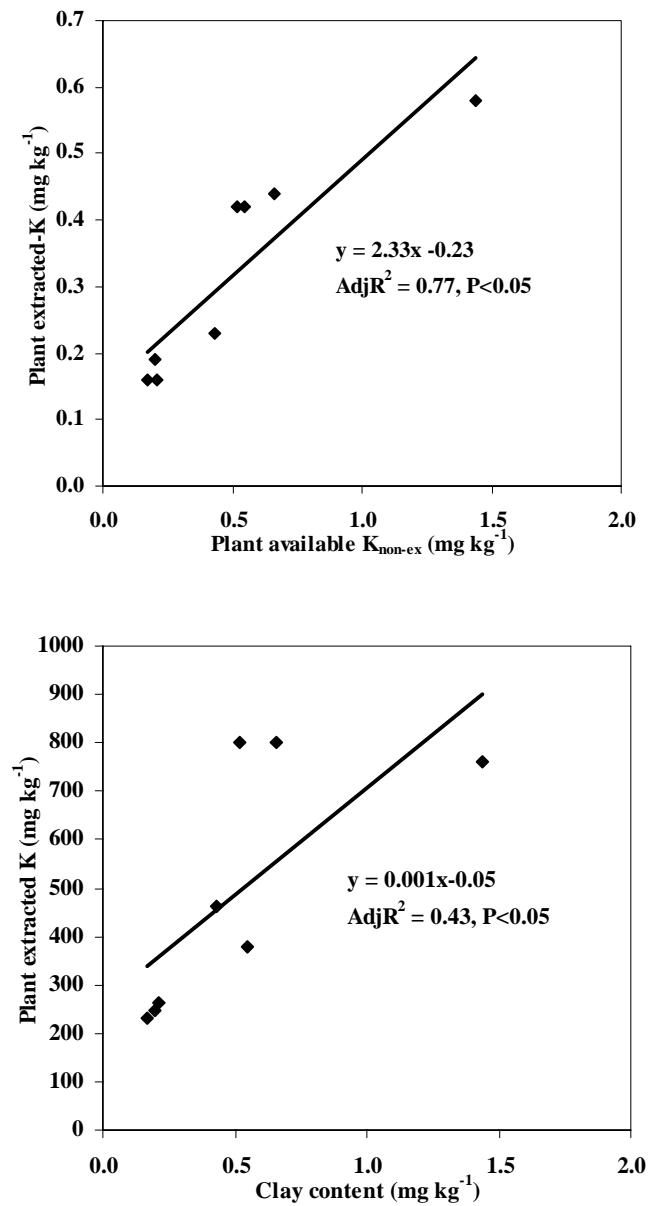 0.7
0.6
0.5
0.4
0.3
0.2
0.1
0.0
Plant extracted-K (mg kg⁻¹)
y = 2.33x -0.23
AdjR² = 0.77, P<0.05
0.0 0.5 1.0 1.5 2.0
Plant available Kₙₒₙ₋ₑₓ (mg kg⁻¹)
1000
900
800
700
600
500
400
300
200
100
0
Plant extracted K (mg kg⁻¹)
y = 0.001x-0.05
AdjR² = 0.43, P<0.05
0.0 0.5 1.0 1.5 2.0
Clay content (mg kg⁻¹)